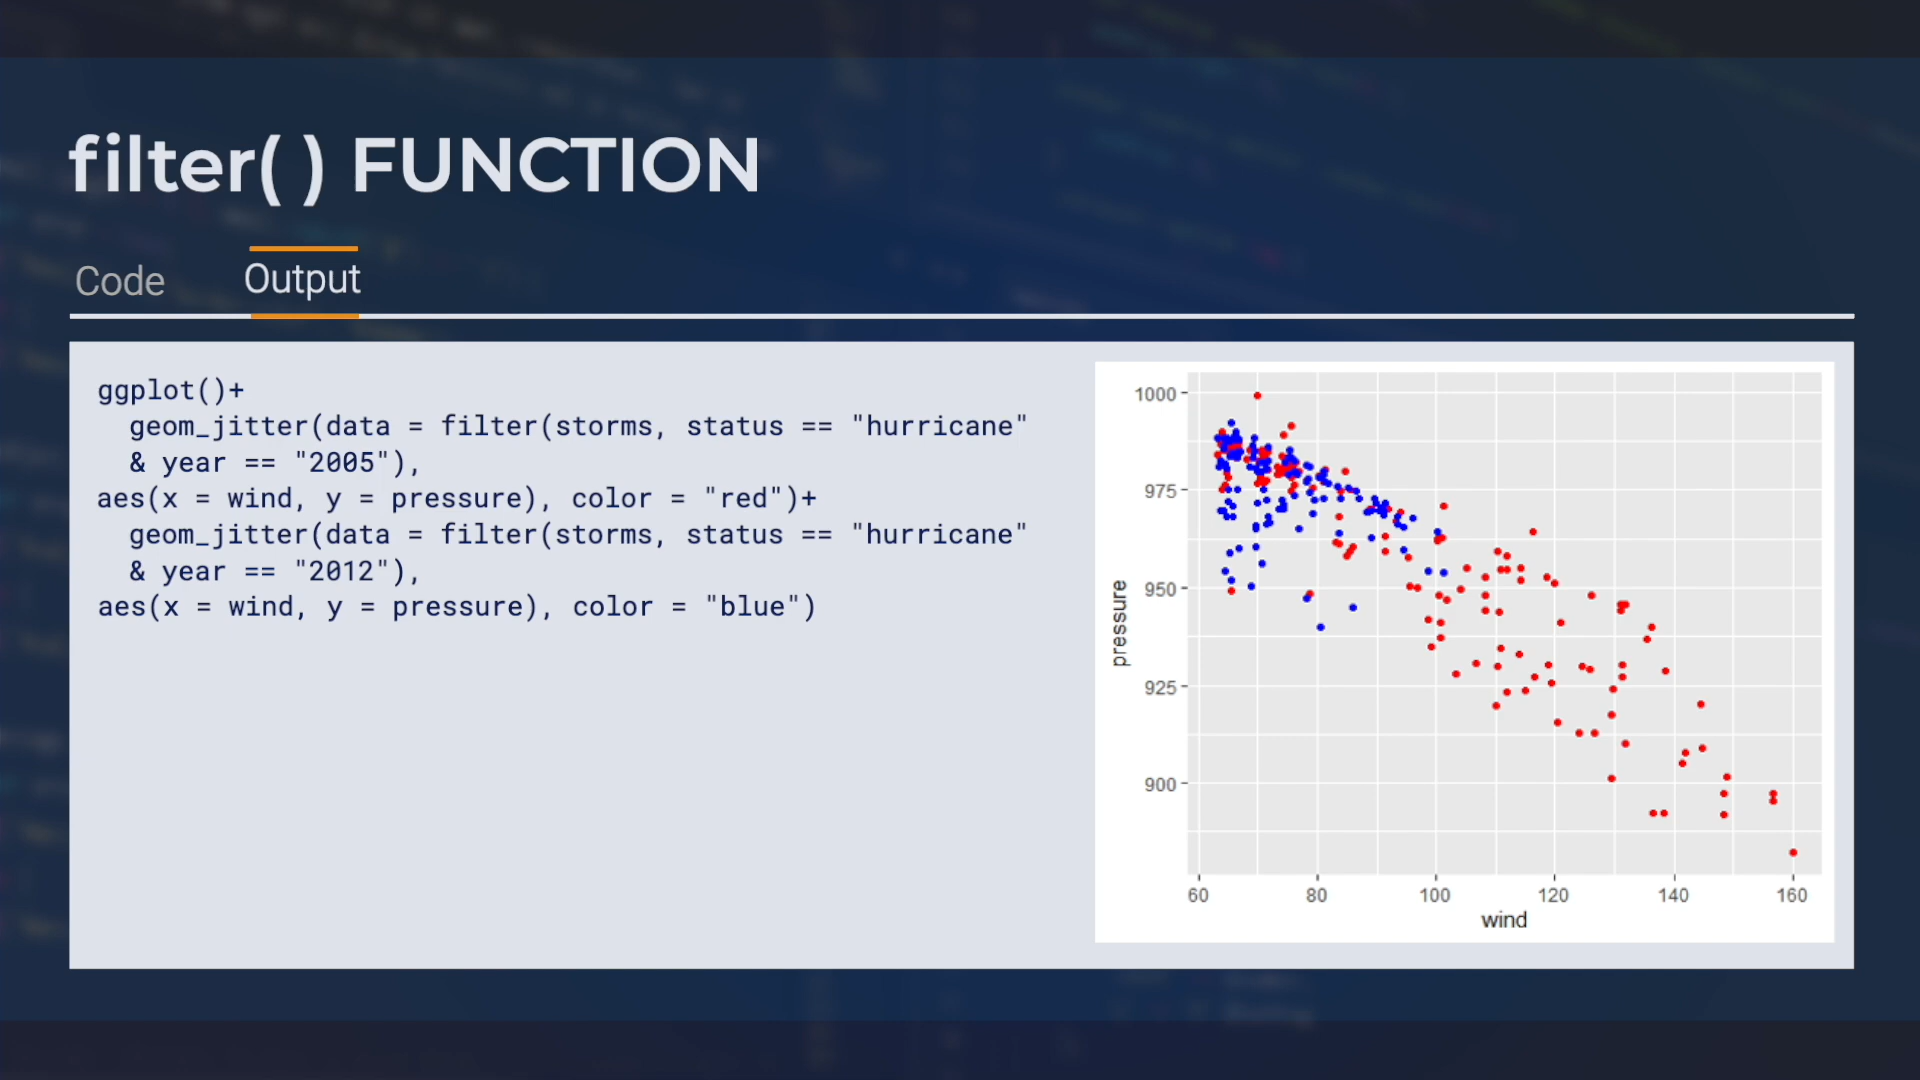 filter( ) FUNCTION
Code
Output
ggplot()+
geom_jitter(data = filter(storms, status == "hurricane"
& year == "2005"),
aes(x = wind, y = pressure), color = "red")+
geom_jitter(data = filter(storms, status == "hurricane"
& year == "2012"),
aes(x = wind, y = pressure), color = "blue")
1000
975
950
925
900
pressure
60 80 100 120 140 160
wind